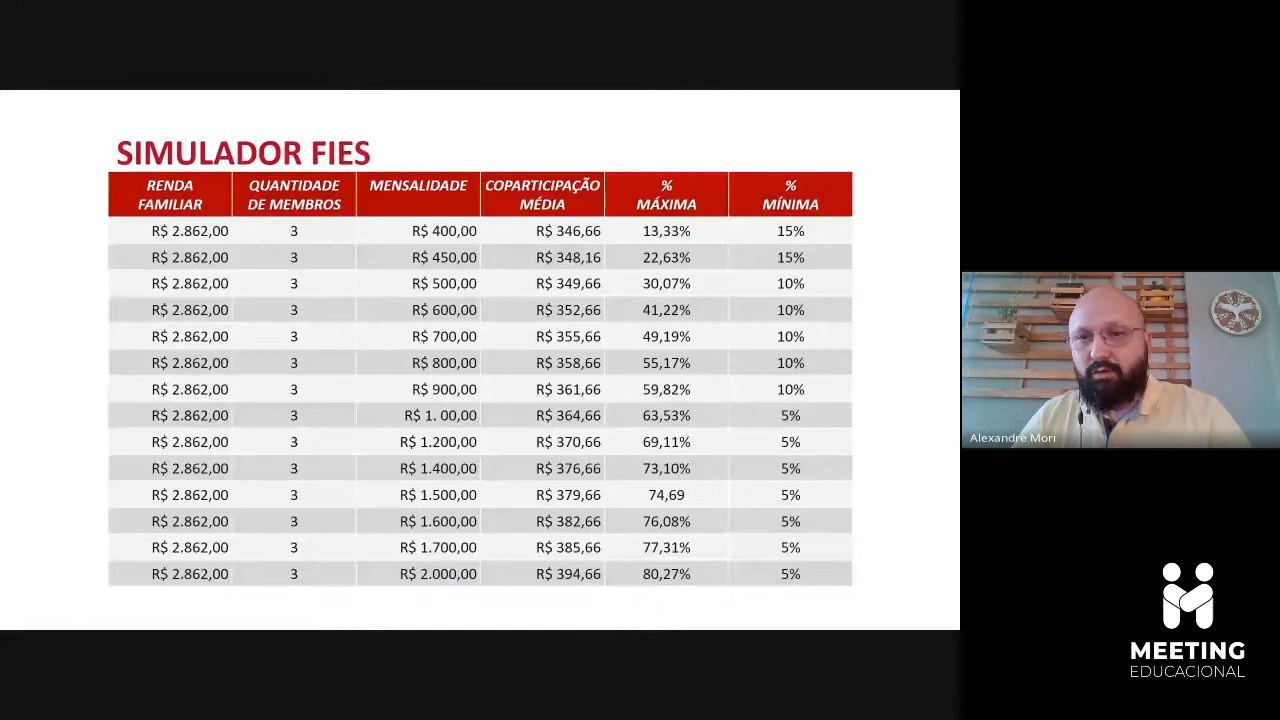 SIMULADOR FIES
RENDA FAMILIAR QUANTIDADE DE MEMBROS MENSALIDADE COPARTICIPAÇÃO MÉDIA % MÁXIMA % MÍNIMA
R$ 2.862,00 3 R$ 400,00 R$ 346,66 13,33% 15%
R$ 2.862,00 3 R$ 450,00 R$ 348,16 22,63% 15%
R$ 2.862,00 3 R$ 500,00 R$ 349,66 30,07% 10%
R$ 2.862,00 3 R$ 600,00 R$ 352,66 41,22% 10%
R$ 2.862,00 3 R$ 700,00 R$ 355,66 49,19% 10%
R$ 2.862,00 3 R$ 800,00 R$ 358,66 55,17% 10%
R$ 2.862,00 3 R$ 900,00 R$ 361,66 59,82% 10%
R$ 2.862,00 3 R$ 1. 00,00 R$ 364,66 63,53% 5%
R$ 2.862,00 3 R$ 1.200,00 R$ 370,66 69,11% 5%
R$ 2.862,00 3 R$ 1.400,00 R$ 376,66 73,10% 5%
R$ 2.862,00 3 R$ 1.500,00 R$ 379,66 74,69 5%
R$ 2.862,00 3 R$ 1.600,00 R$ 382,66 76,08% 5%
R$ 2.862,00 3 R$ 1.700,00 R$ 385,66 77,31% 5%
R$ 2.862,00 3 R$ 2.000,00 R$ 394,66 80,27% 5%
Alexandre Mori
MEETING
EDUCACIONAL